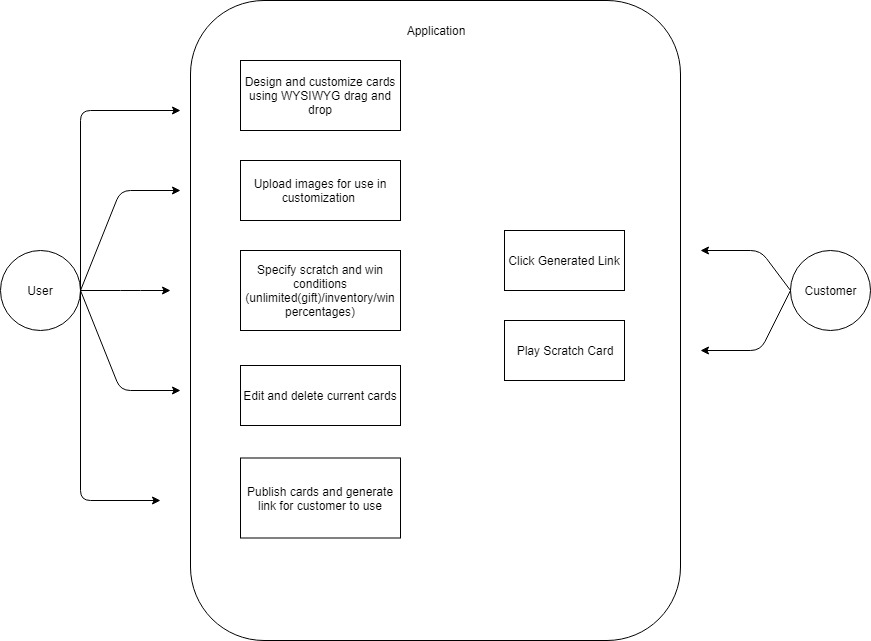 Application
Design and customize cards
using WYSIWYG drag and
drop
Upload images for use in
customization
Specify scratch and win
conditions
(unlimited(gift)/inventory/win
percentages)
Edit and delete current cards
Publish cards and generate
link for customer to use
User
Click Generated Link
Play Scratch Card
Customer